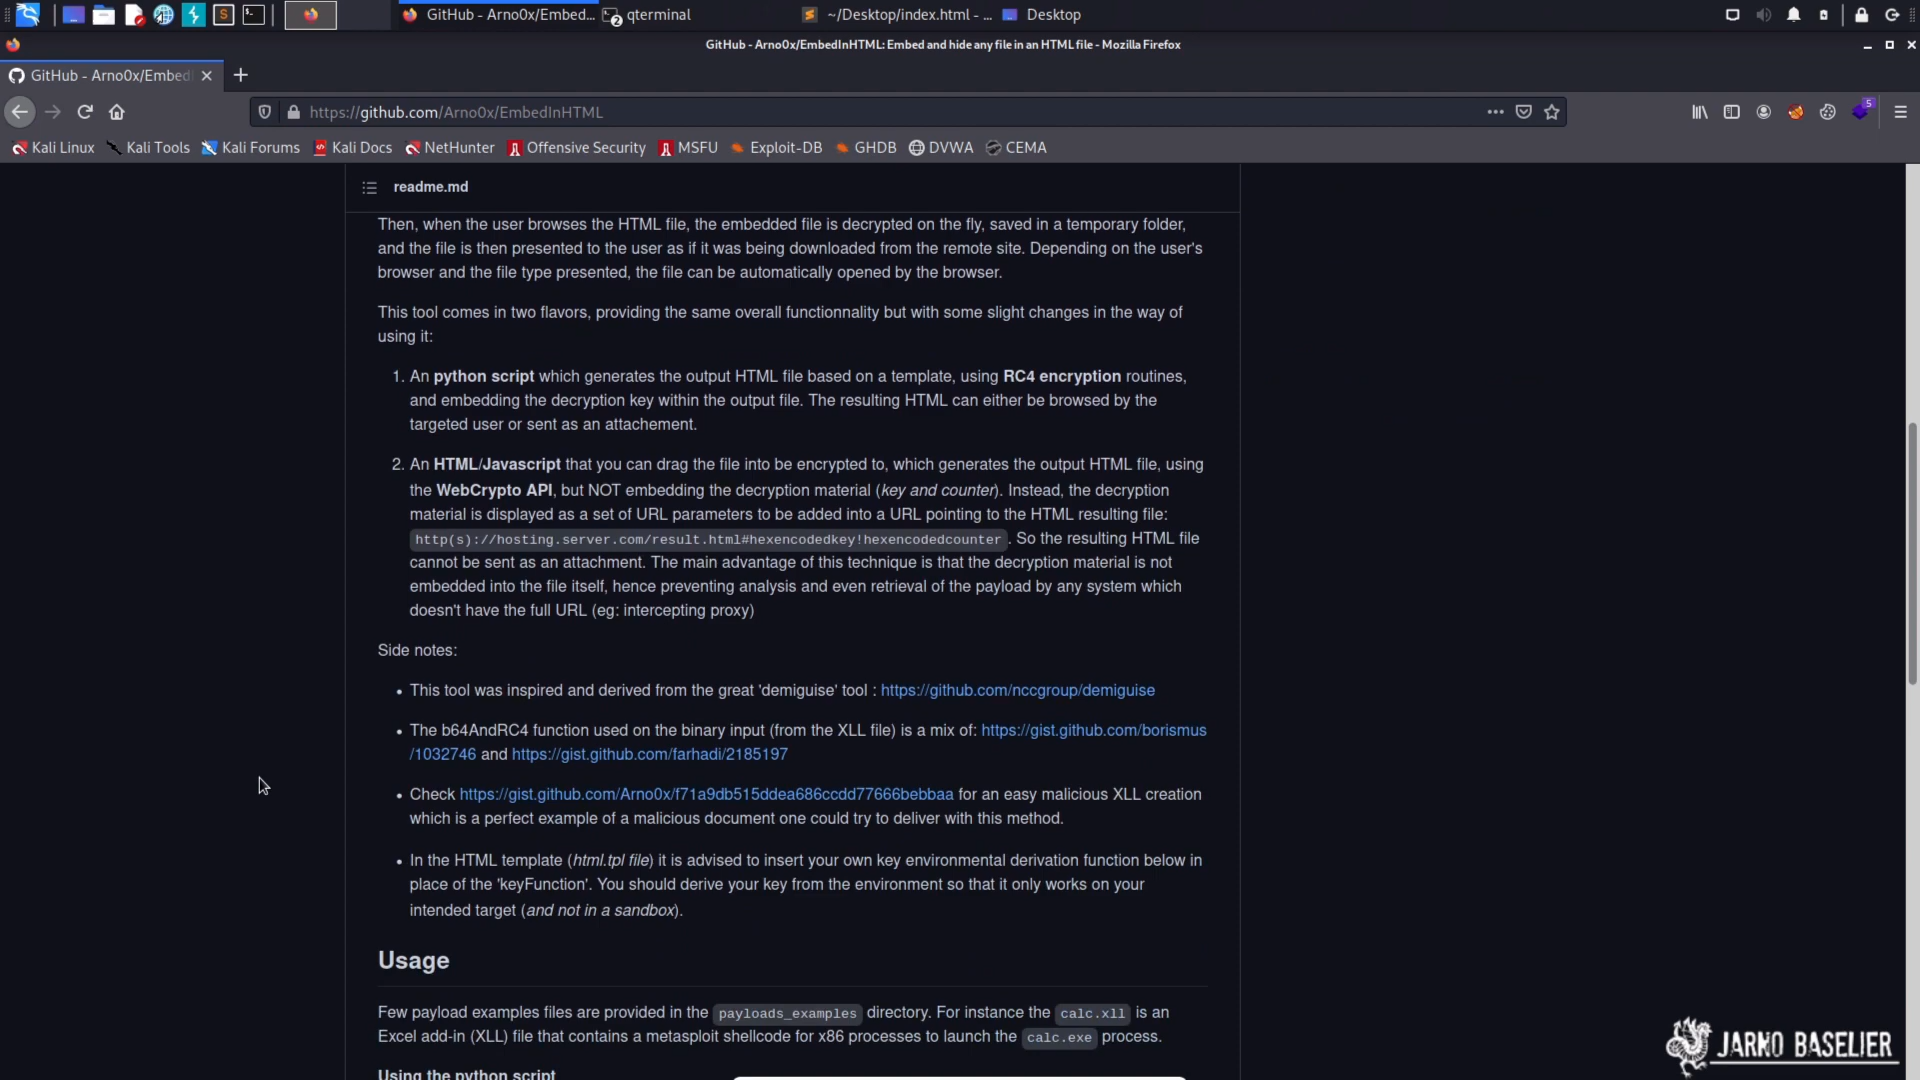 GitHub - Arno0x/Embed...
qterminal
~/Desktop/index.html - ...
Desktop
GitHub - Arno0x/EmbedInHTML: Embed and hide any file in an HTML file - Mozilla Firefox
GitHub - Arno0x/Embed
https://github.com/Arno0x/EmbedInHTML
5
Kali Linux
Kali Tools
Kali Forums
Kali Docs
NetHunter
Offensive Security
MSFU
Exploit-DB
GHDB
DVWA
CEMA
readme.md
Then, when the user browses the HTML file, the embedded file is decrypted on the fly, saved in a temporary folder,
and the file is then presented to the user as if it was being downloaded from the remote site. Depending on the user's
browser and the file type presented, the file can be automatically opened by the browser.
This tool comes in two flavors, providing the same overall functionnality but with some slight changes in the way of
using it:
1. An python script which generates the output HTML file based on a template, using RC4 encryption routines,
and embedding the decryption key within the output file. The resulting HTML can either be browsed by the
targeted user or sent as an attachement.
2. An HTML/Javascript that you can drag the file into be encrypted to, which generates the output HTML file, using
the WebCrypto API, but NOT embedding the decryption material (key and counter). Instead, the decryption
material is displayed as a set of URL parameters to be added into a URL pointing to the HTML resulting file:
http(s)://hosting.server.com/result.html#hexencodedkey!hexencodedcounter . So the resulting HTML file
cannot be sent as an attachment. The main advantage of this technique is that the decryption material is not
embedded into the file itself, hence preventing analysis and even retrieval of the payload by any system which
doesn't have the full URL (eg: intercepting proxy)
Side notes:
• This tool was inspired and derived from the great 'demiguise' tool : https://github.com/nccgroup/demiguise
• The b64AndRC4 function used on the binary input (from the XLL file) is a mix of: https://gist.github.com/borismus
/1032746 and https://gist.github.com/farhadi/2185197
• Check https://gist.github.com/Arno0x/f71a9db515ddea686ccdd77666bebbaa for an easy malicious XLL creation
which is a perfect example of a malicious document one could try to deliver with this method.
• In the HTML template (html.tpl file) it is advised to insert your own key environmental derivation function below in
place of the 'keyFunction'. You should derive your key from the environment so that it only works on your
intended target (and not in a sandbox).
Usage
Few payload examples files are provided in the payloads_examples directory. For instance the calc.xll is an
Excel add-in (XLL) file that contains a metasploit shellcode for x86 processes to launch the calc.exe process.
Using the python script
JARNO BASELIER